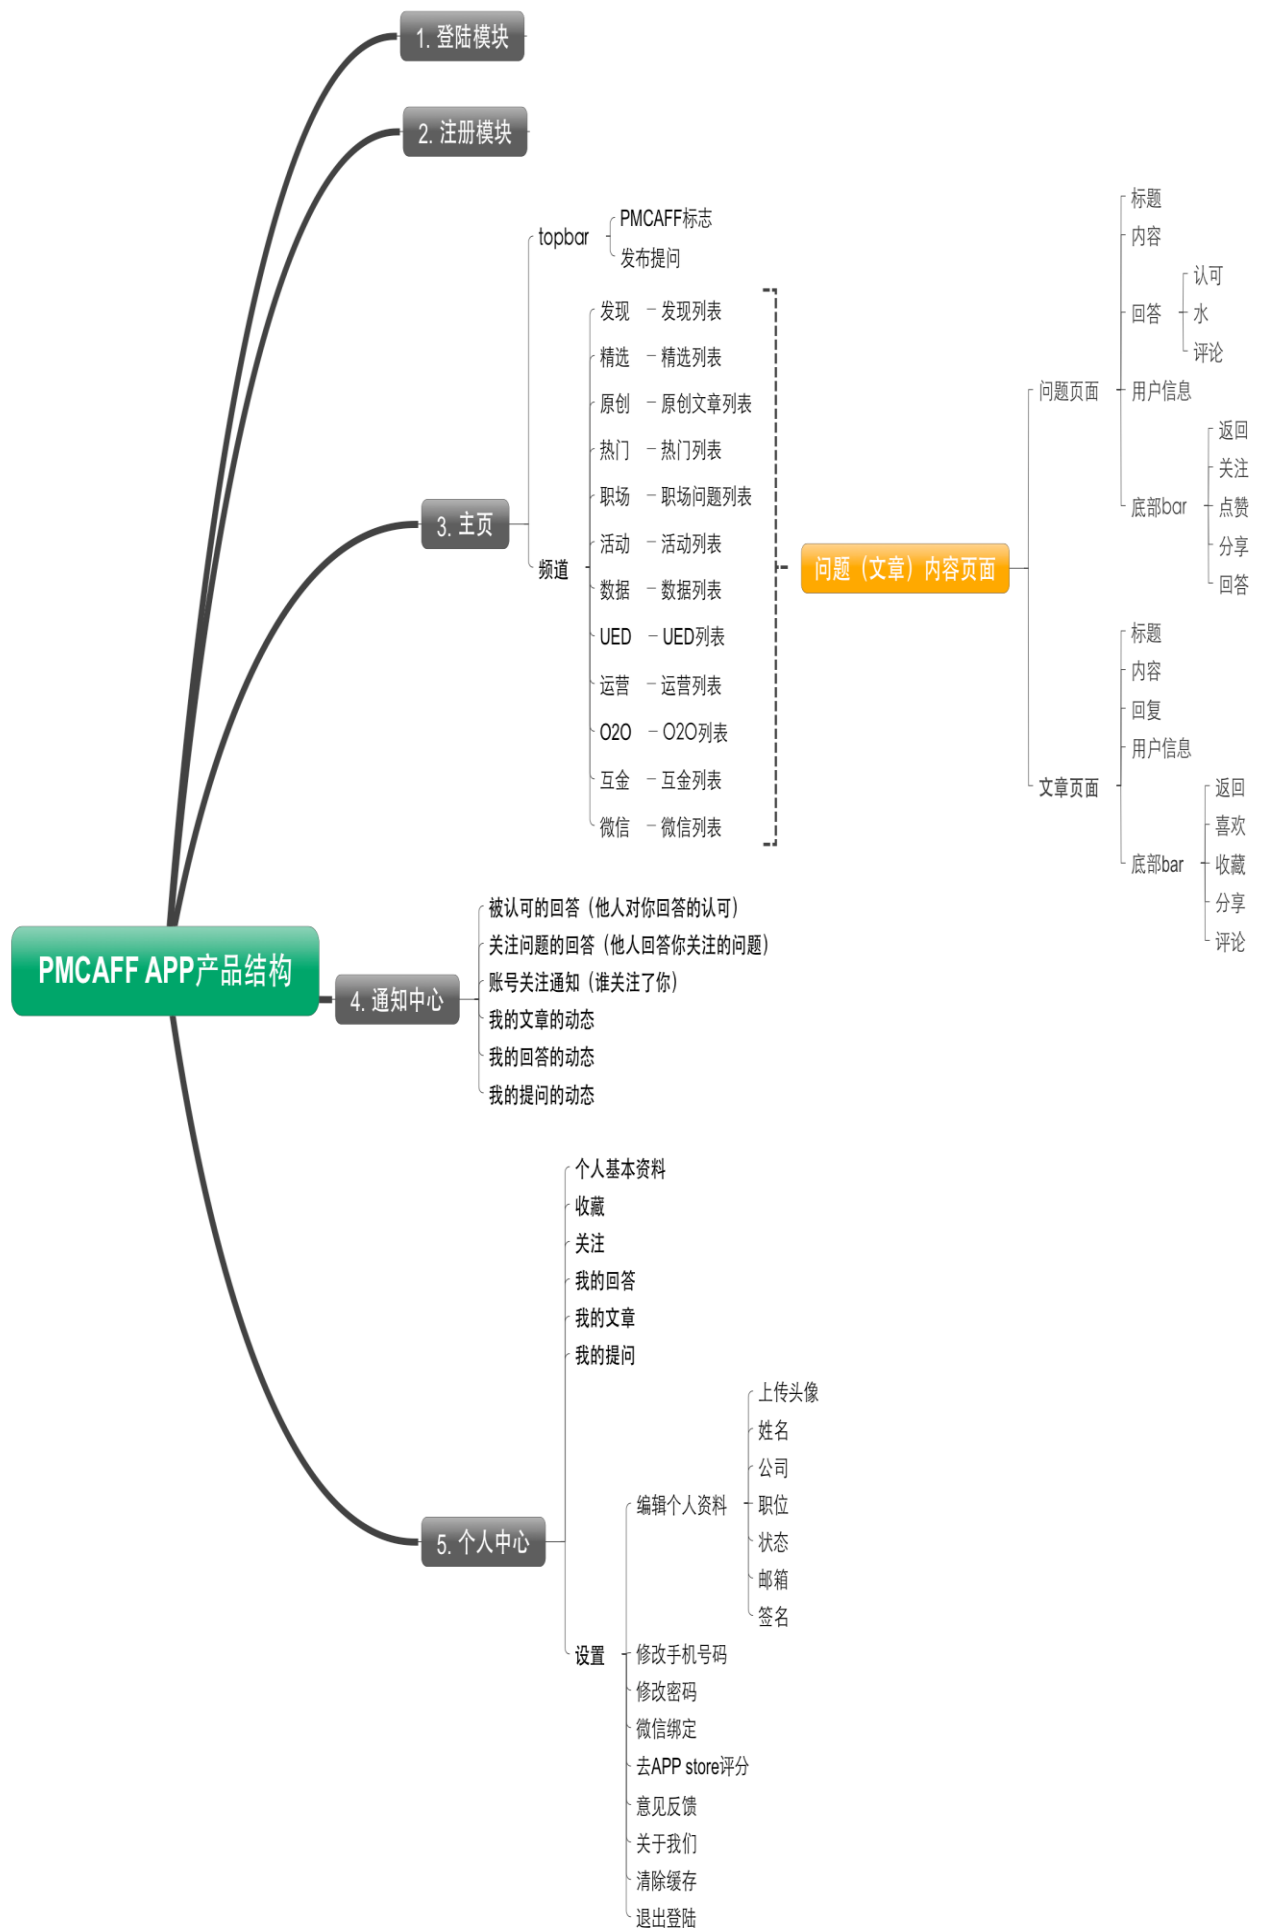 PMCAFF APP产品结构
1. 登陆模块
2. 注册模块
3. 主页
topbar
PMCAFF标志
发布提问
频道
发现
发现列表
精选
精选列表
原创
原创文章列表
热门
热门列表
职场
职场问题列表
活动
活动列表
数据
数据列表
UED
UED列表
运营
运营列表
O2O
O2O列表
互金
互金列表
微信
微信列表
问题（文章）内容页面
问题页面
标题
内容
回答
认可
水
评论
用户信息
底部bar
返回
关注
点赞
分享
回答
文章页面
标题
内容
回复
用户信息
底部bar
返回
喜欢
收藏
分享
评论
4. 通知中心
被认可的回答（他人对你回答的认可）
关注问题的回答（他人回答你关注的问题）
账号关注通知（谁关注了你）
我的文章的动态
我的回答的动态
我的提问的动态
5. 个人中心
个人基本资料
收藏
关注
我的回答
我的文章
我的提问
设置
编辑个人资料
上传头像
姓名
公司
职位
状态
邮箱
签名
修改手机号码
修改密码
微信绑定
去APP store评分
意见反馈
关于我们
清除缓存
退出登陆